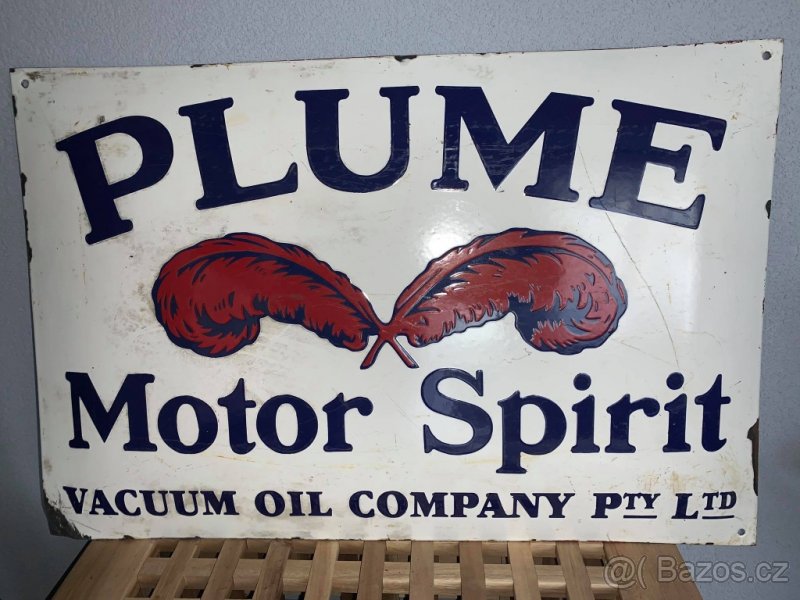 PLUME
Motor Spirit
VACUUM OIL COMPANY PTY LTD
@( Bazos.cz